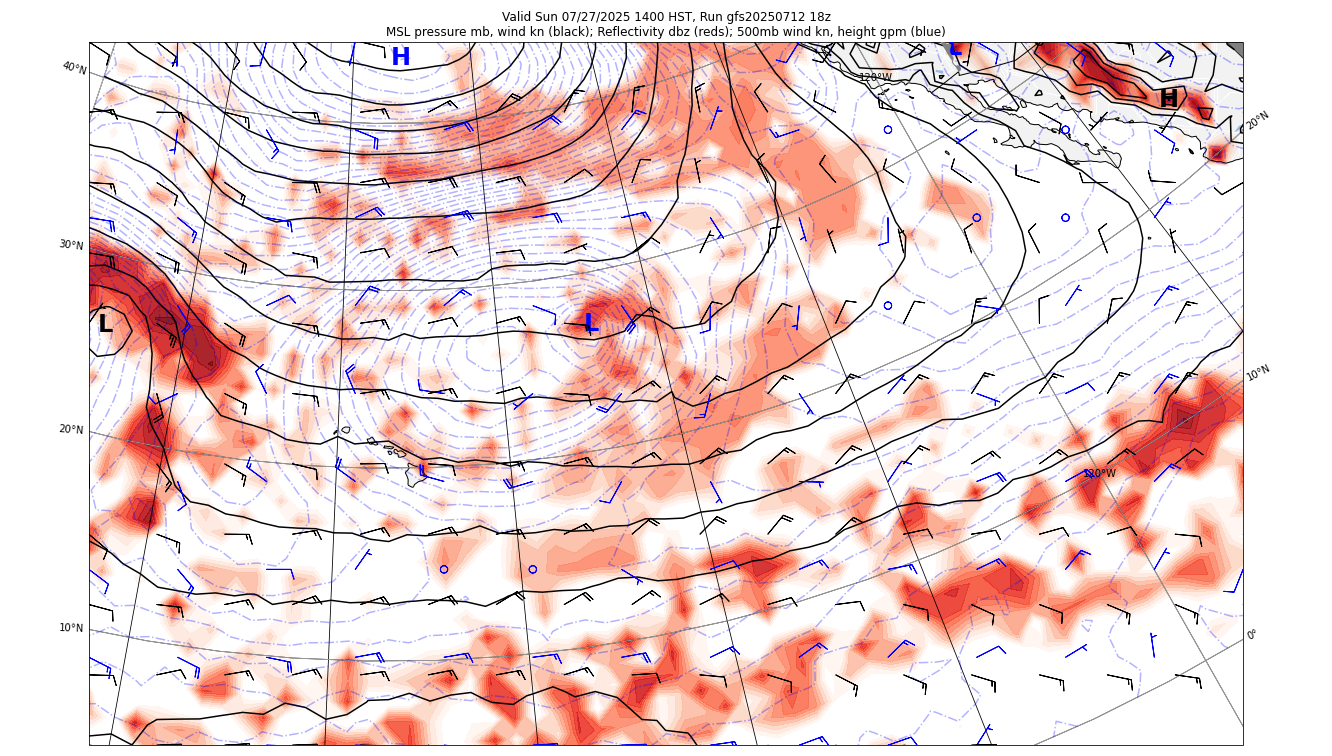 Valid Sun 07/27/2025 1400 HST, Run gfs20250712 18z
MSL pressure mb, wind kn (black); Reflectivity dbz (reds); 500mb wind kn, height gpm (blue)
H
L
40°N
120°W
H
20°N
30°N
L
L
10°N
20°N
120°W
10°N
0°